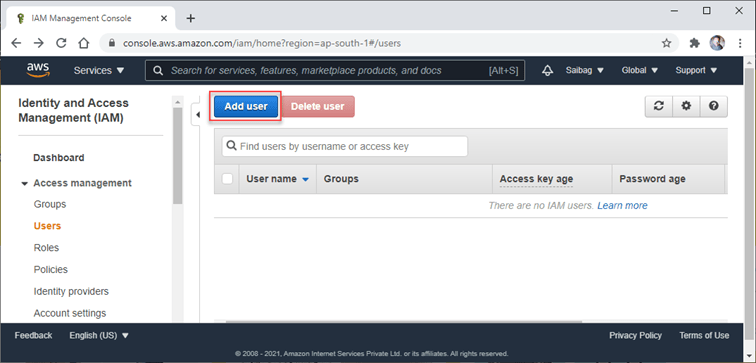 IAM Management Console
console.aws.amazon.com/iam/home?region=ap-south-1#/users
aws Services Search for services, features, marketplace products, and docs [Alt+S] Saibag Global Support
Identity and Access
Management (IAM)
Dashboard
Access management
Groups
Users
Roles
Policies
Identity providers
Account settings
Add user Delete user
Find users by username or access key
User name Groups Access key age Password age
There are no IAM users. Learn more
Feedback English (US) Privacy Policy Terms of Use
© 2008 - 2021, Amazon Internet Services Private Ltd. or its affiliates. All rights reserved.